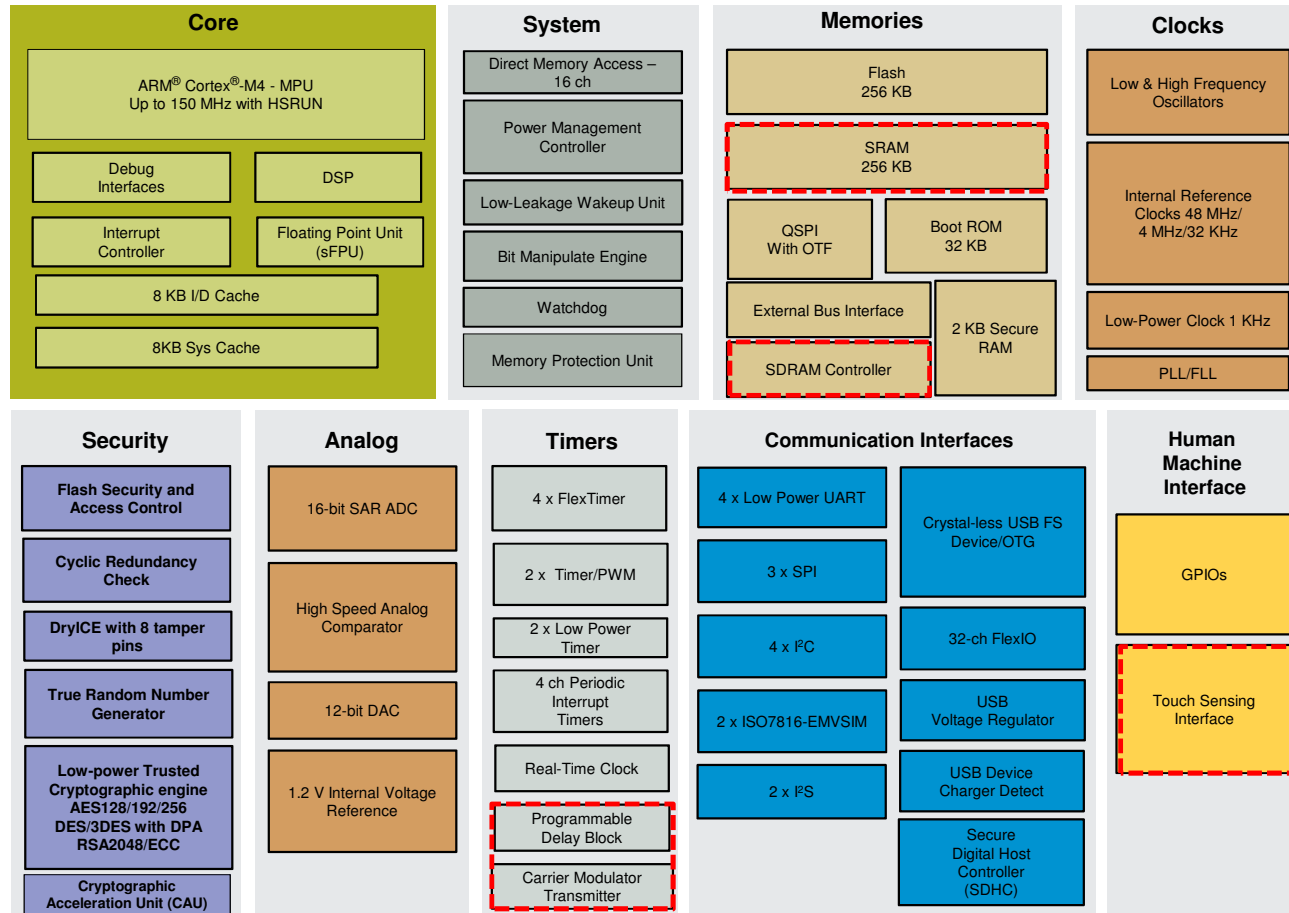 Core
ARM® Cortex®-M4 - MPU
Up to 150 MHz with HSRUN
Debug
Interfaces
DSP
Interrupt
Controller
Floating Point Unit
(sFPU)
8 KB I/D Cache
8KB Sys Cache
System
Direct Memory Access –
16 ch
Power Management
Controller
Low-Leakage Wakeup Unit
Bit Manipulate Engine
Watchdog
Memory Protection Unit
Memories
Flash
256 KB
SRAM
256 KB
QSPI
With OTF
Boot ROM
32 KB
External Bus Interface
2 KB Secure
RAM
SDRAM Controller
Clocks
Low & High Frequency
Oscillators
Internal Reference
Clocks 48 MHz/
4 MHz/32 KHz
Low-Power Clock 1 KHz
PLL/FLL
Security
Flash Security and
Access Control
Cyclic Redundancy
Check
DryICE with 8 tamper
pins
True Random Number
Generator
Low-power Trusted
Cryptographic engine
AES128/192/256
DES/3DES with DPA
RSA2048/ECC
Cryptographic
Acceleration Unit (CAU)
Analog
16-bit SAR ADC
High Speed Analog
Comparator
12-bit DAC
1.2 V Internal Voltage
Reference
Timers
4 x FlexTimer
2 x Timer/PWM
2 x Low Power
Timer
4 ch Periodic
Interrupt
Timers
Real-Time Clock
Programmable
Delay Block
Carrier Modulator
Transmitter
Communication Interfaces
4 x Low Power UART
3 x SPI
4 x I²C
2 x ISO7816-EMVSIM
2 x I²S
Crystal-less USB FS
Device/OTG
32-ch FlexIO
USB
Voltage Regulator
USB Device
Charger Detect
Secure
Digital Host
Controller
(SDHC)
Human
Machine
Interface
GPIOs
Touch Sensing
Interface